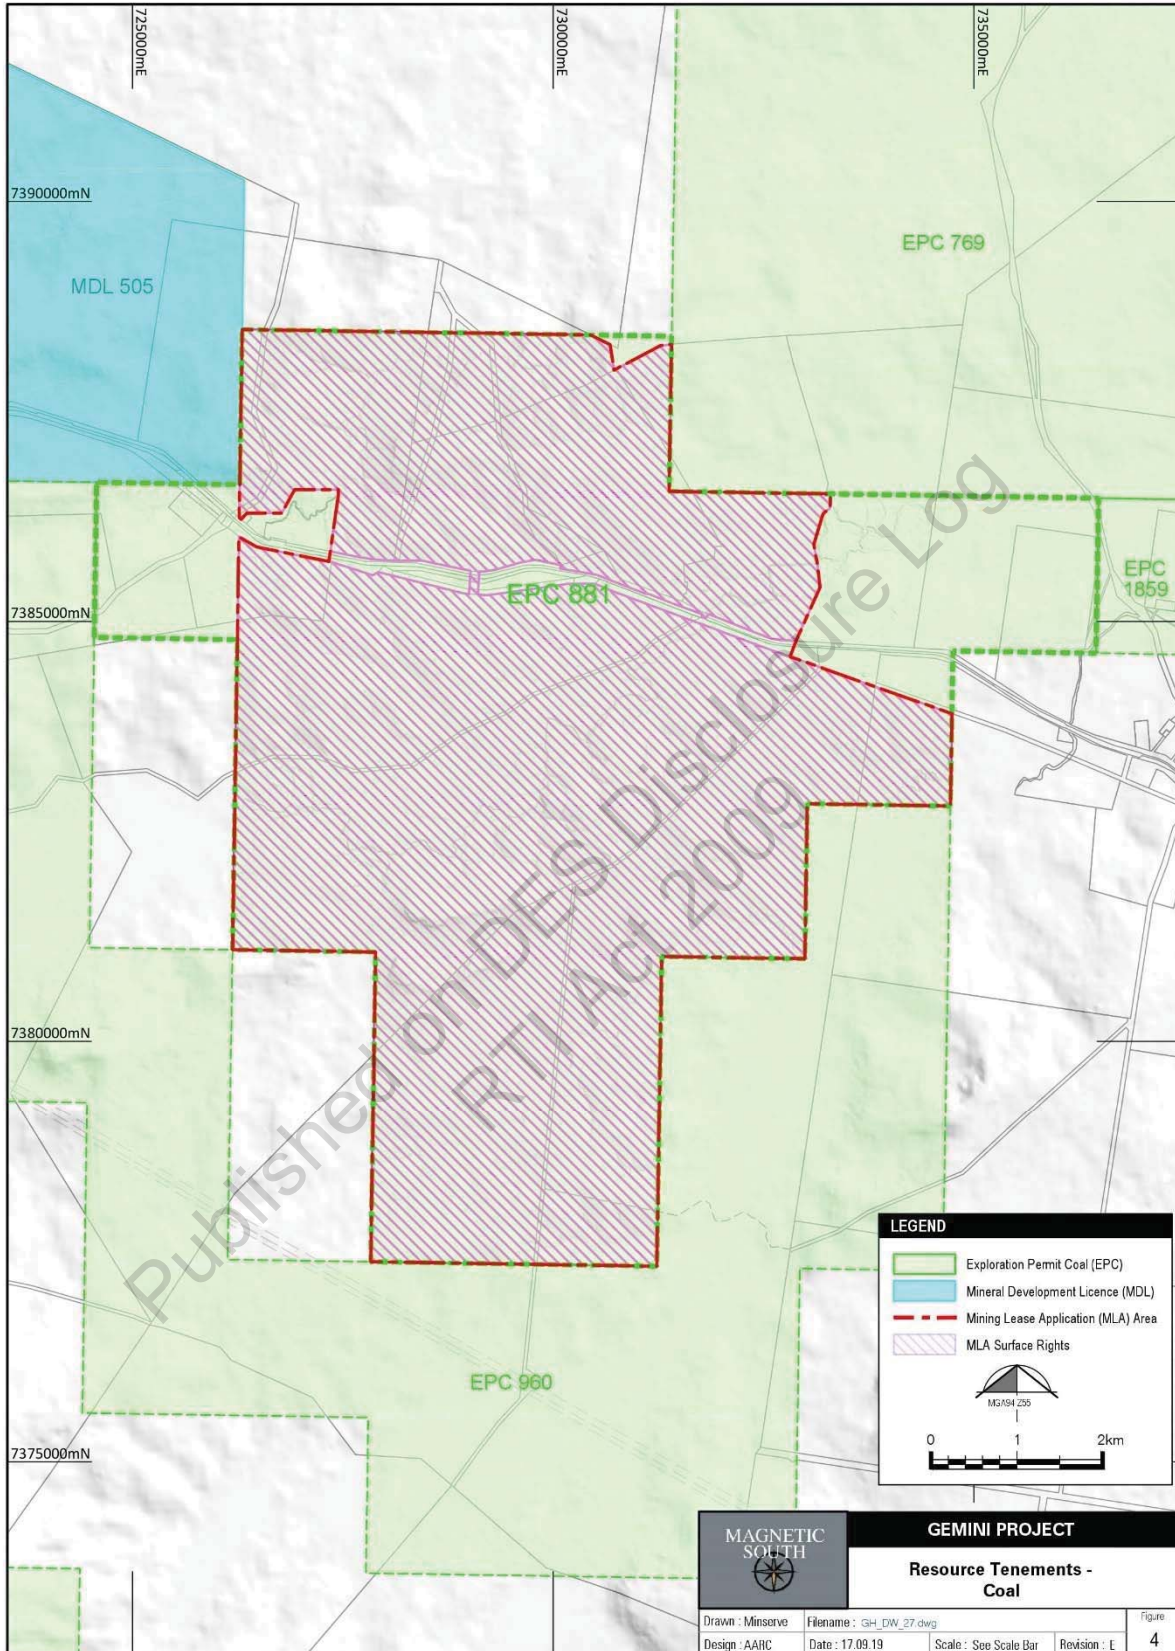 725000mE
730000mE
735000mE
7390000mN
EPC 769
MDL 505
EPC
1859
EPC 881
7385000mN
7380000mN
Published on DES Disclosure Log
RTI Act 2009
EPC 960
7375000mN
LEGEND
Exploration Permit Coal (EPC)
Mineral Development Licence (MDL)
Mining Lease Application (MLA) Area
MLA Surface Rights
MGA94 Z55
0 1 2km
MAGNETIC
SOUTH
GEMINI PROJECT
Resource Tenements -
Coal
Drawn : Minserve
Filename : GH_DW_27.dwg
Figure
Design : AARC
Date : 17.09.19
Scale : See Scale Bar
Revision : E
4